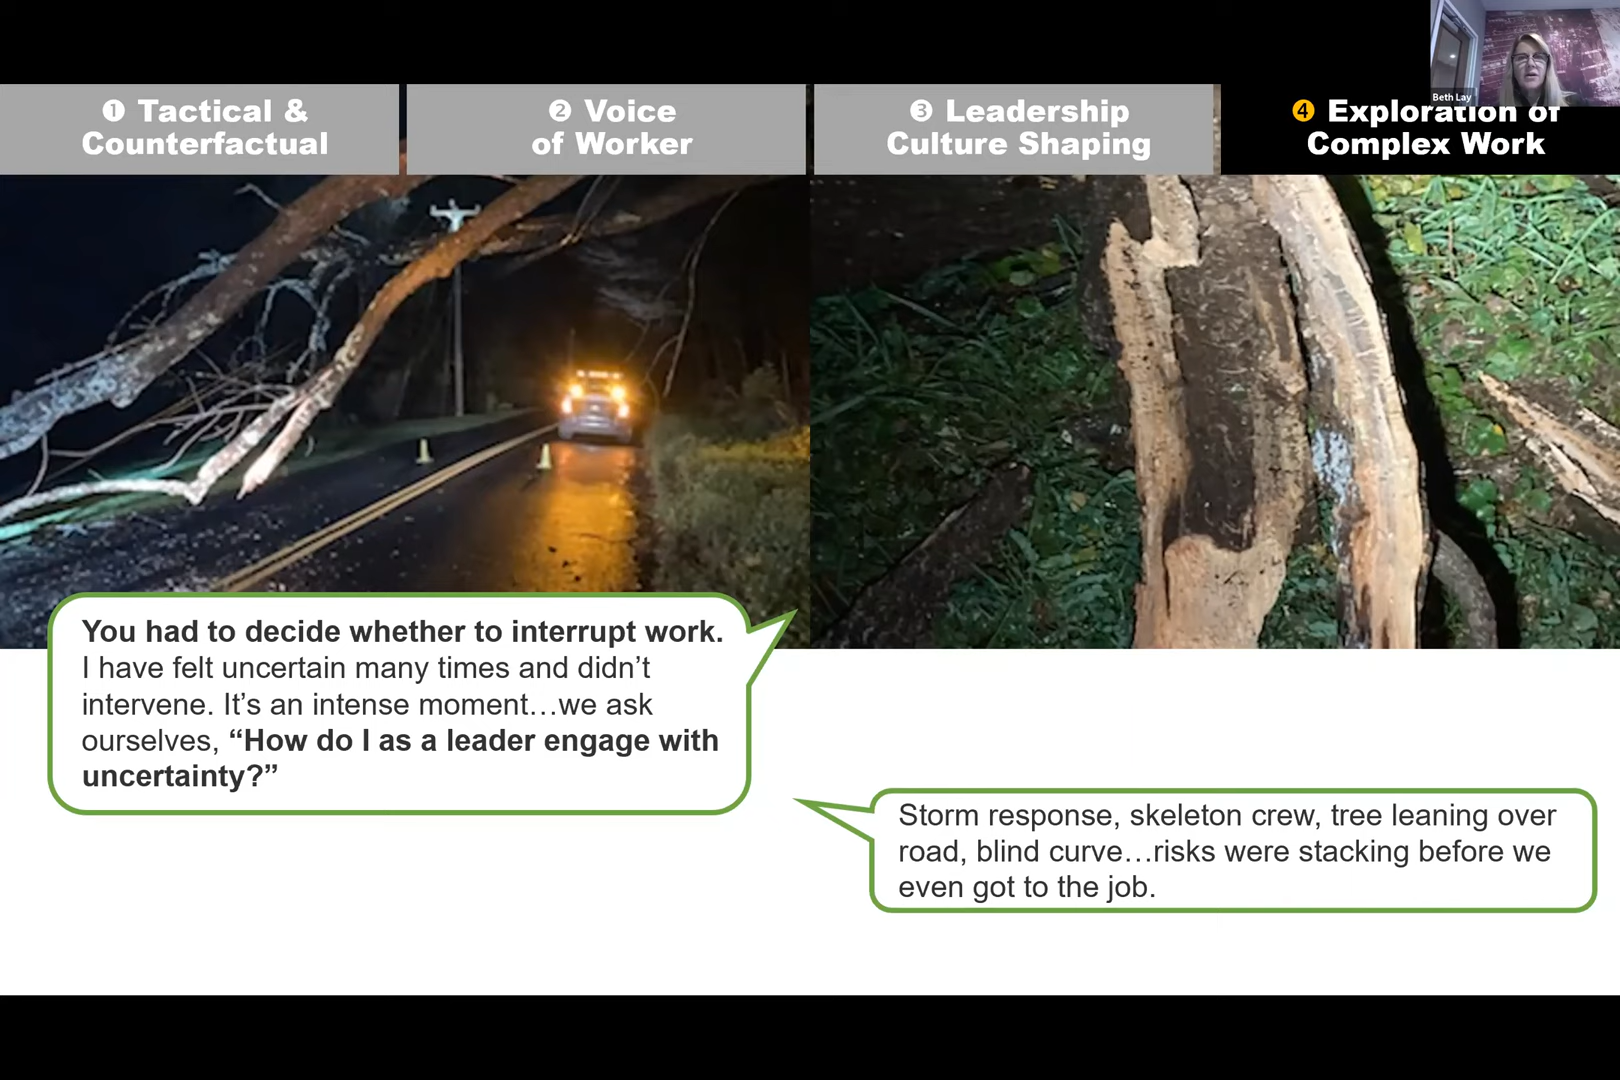 ❶ Tactical &
Counterfactual
❷ Voice
of Worker
❸ Leadership
Culture Shaping
❹ Exploration of
Complex Work
Beth Lay
You had to decide whether to interrupt work.
I have felt uncertain many times and didn’t
intervene. It’s an intense moment…we ask
ourselves, “How do I as a leader engage with
uncertainty?”
Storm response, skeleton crew, tree leaning over
road, blind curve…risks were stacking before we
even got to the job.